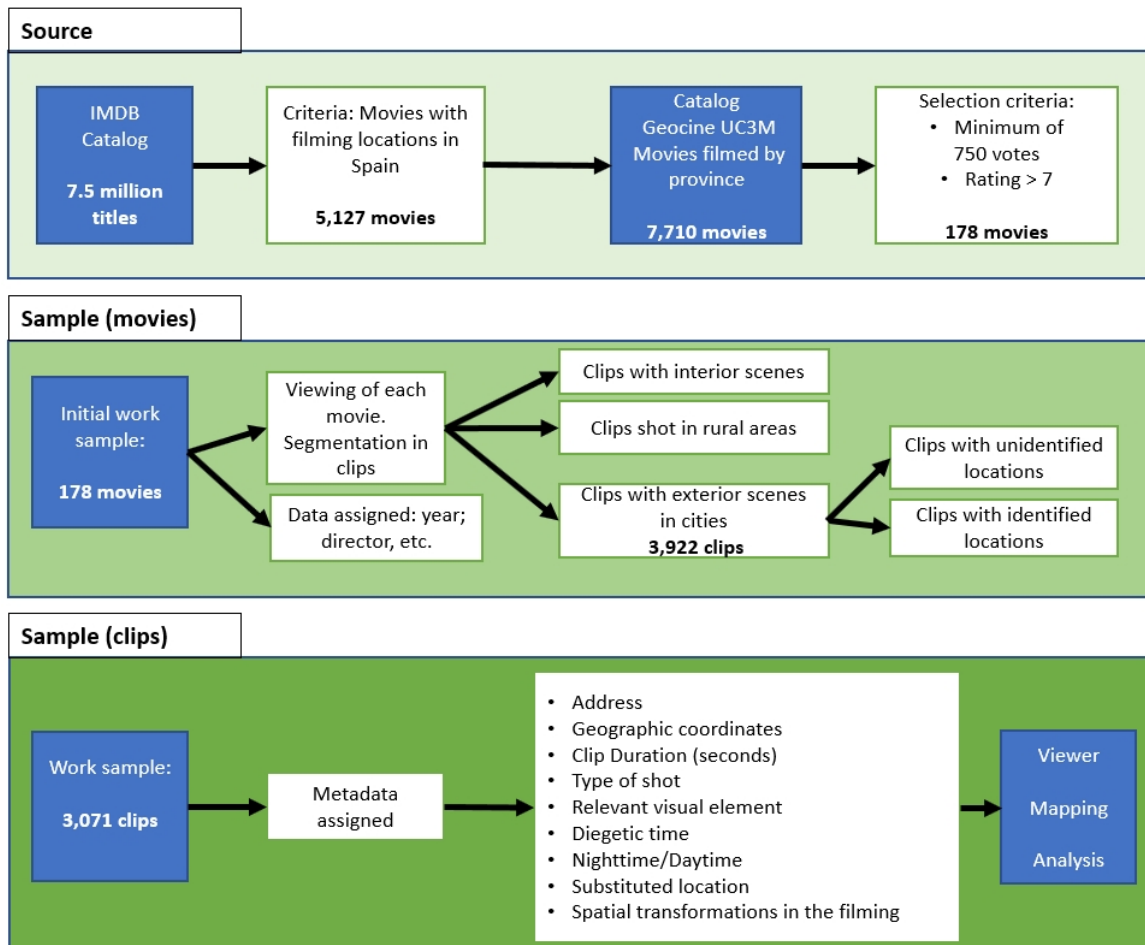 Source
IMDB
Catalog
7.5 million
titles
Criteria: Movies with
filming locations in
Spain
5,127 movies
Catalog
Geocine UC3M
Movies filmed by
province
7,710 movies
Selection criteria:
• Minimum of
750 votes
• Rating > 7
178 movies
Sample (movies)
Initial work
sample:
178 movies
Viewing of each
movie.
Segmentation in
clips
Data assigned: year;
director, etc.
Clips with interior scenes
Clips shot in rural areas
Clips with exterior scenes
in cities
3,922 clips
Clips with unidentified
locations
Clips with identified
locations
Sample (clips)
Work sample:
3,071 clips
Metadata
assigned
• Address
• Geographic coordinates
• Clip Duration (seconds)
• Type of shot
• Relevant visual element
• Diegetic time
• Nighttime/Daytime
• Substituted location
• Spatial transformations in the filming
Viewer
Mapping
Analysis